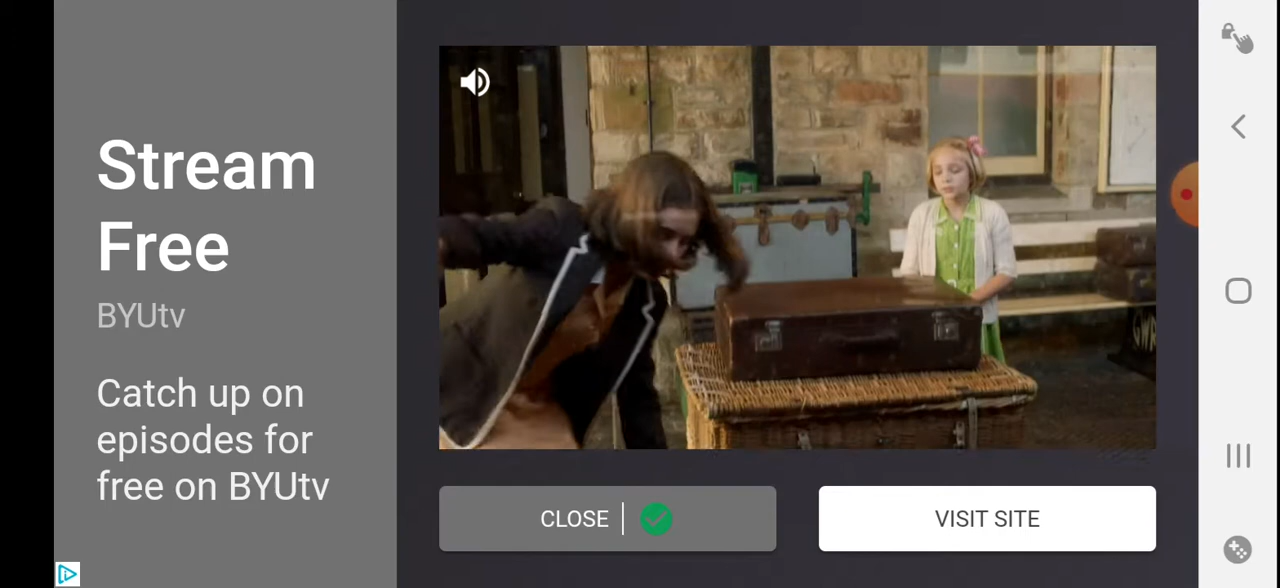 Stream
Free
BYUtv
Catch up on
episodes for
free on BYUtv
CLOSE
VISIT SITE